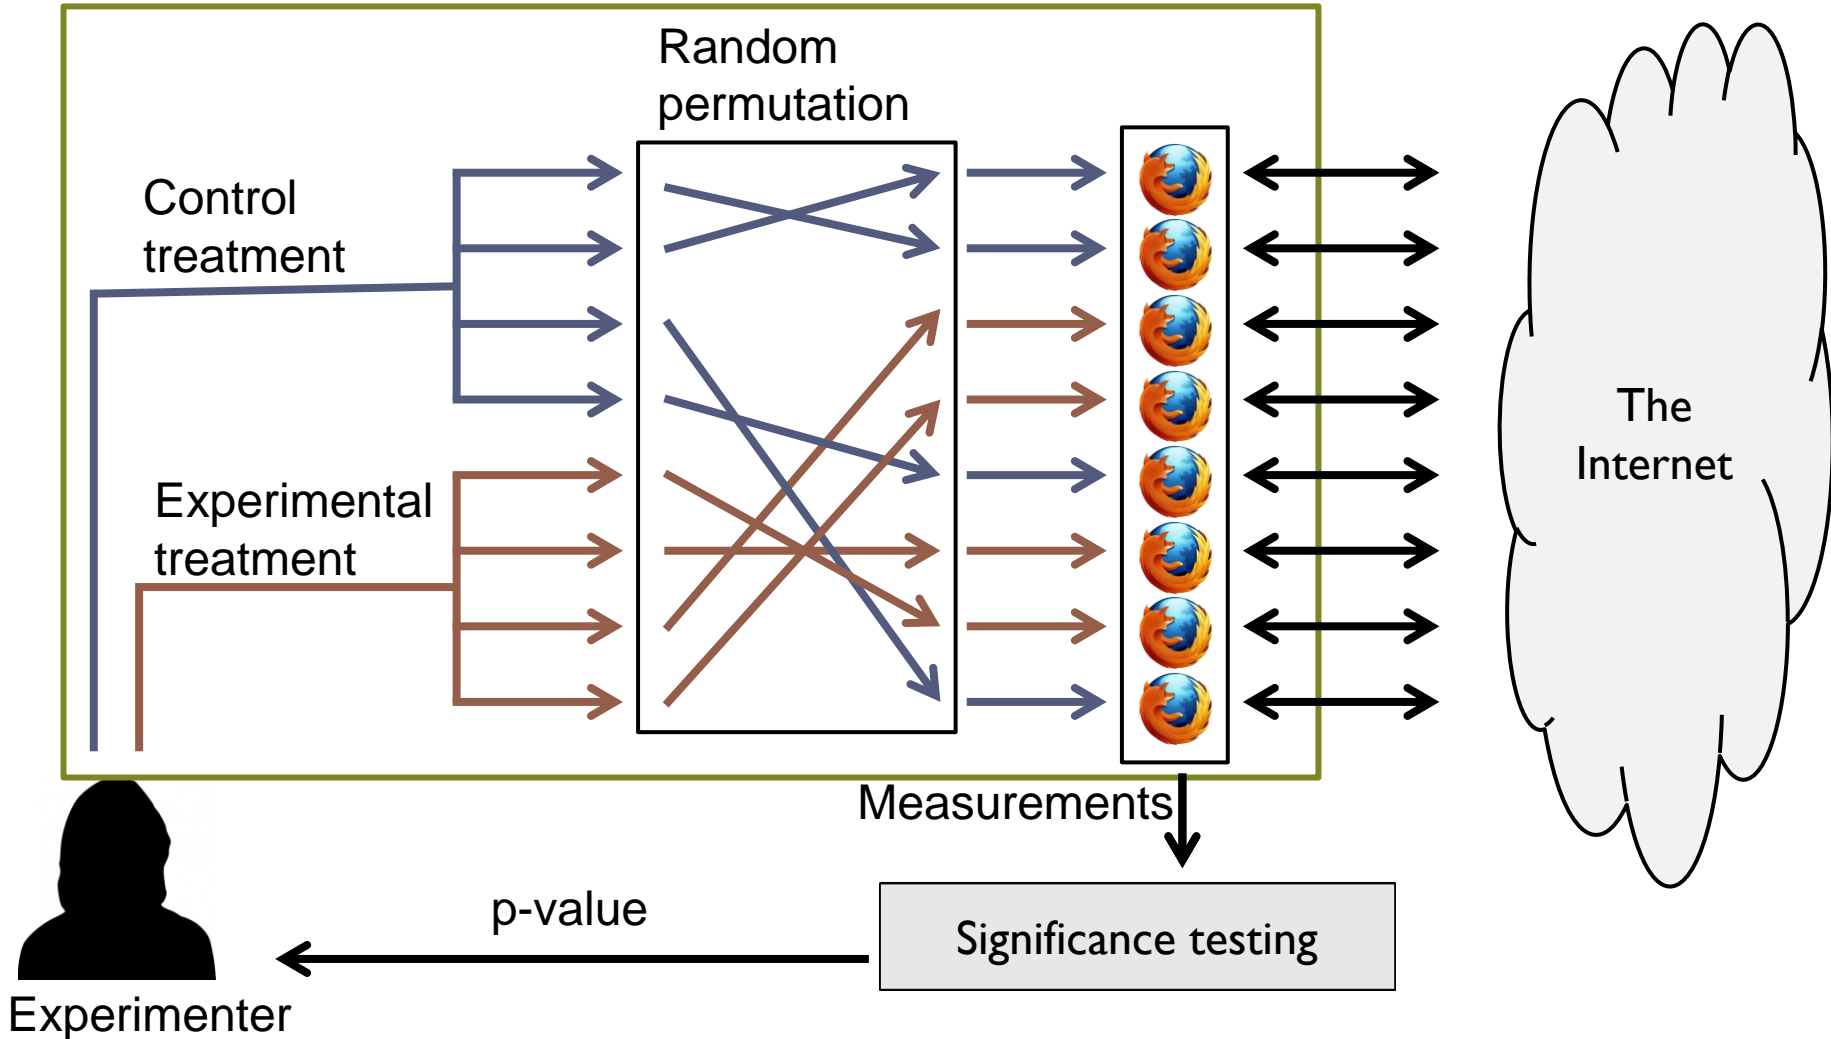 Random
permutation
Control
treatment
Experimental
treatment
The
Internet
Measurements
p-value
Significance testing
Experimenter